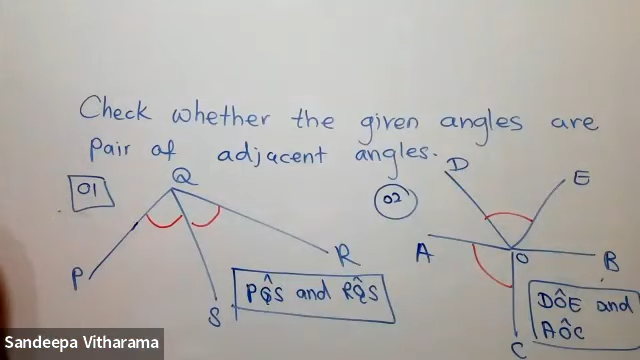 Check whether the given angles are
pair of adjacent angles.
01
Q
P
S
R
PQ̂S and RQ̂S
02
D
E
A
O
B
C
DÔE and
AÔC
Sandeepa Vitharama